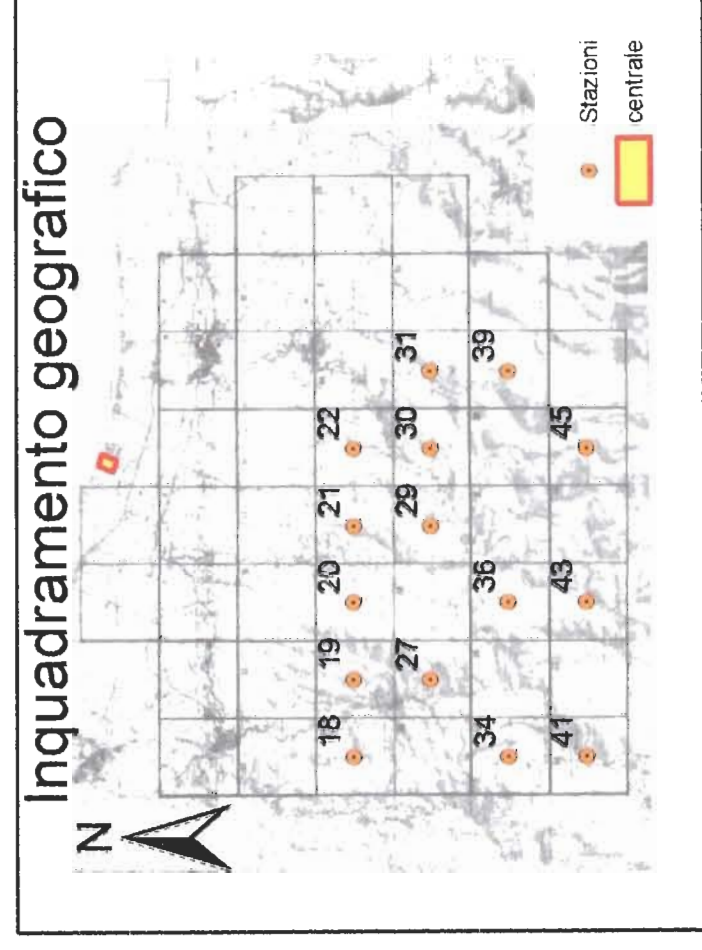 Inquadramento geografico
N
18 19 20 21 22
27 29 30 31
34 36 39
41 43 45
Stazioni
centrale